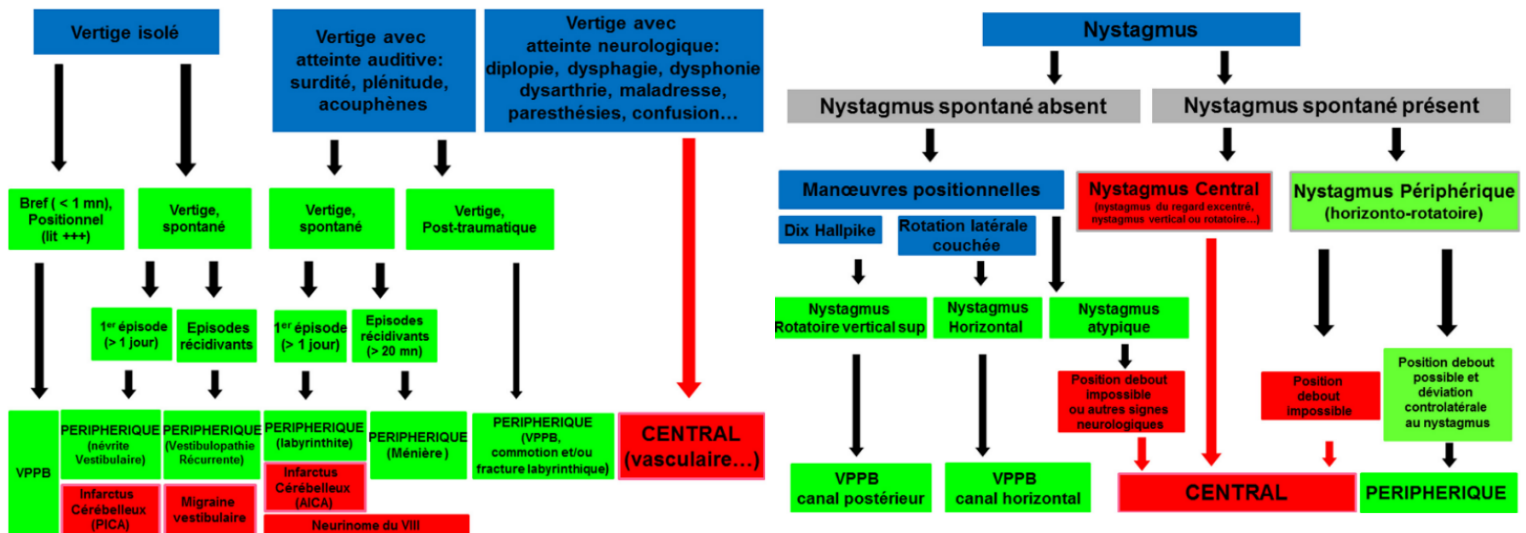 Vertige isolé
Vertige avec
atteinte auditive:
surdité, plénitude,
acouphènes
Vertige avec
atteinte neurologique:
diplopie, dysphagie, dysphonie
dysarthrie, maladresse,
paresthésies, confusion...
Bref ( < 1 mn),
Positionnel
(lit +++)
Vertige,
spontané
Vertige,
spontané
Vertige,
Post-traumatique
1er épisode
(> 1 jour)
Episodes
récidivants
1er épisode
(> 1 jour)
Episodes
récidivants
(> 20 mn)
VPPB
PERIPHERIQUE
(névrite
Vestibulaire)
Infarctus
Cérébelleux
(PICA)
PERIPHERIQUE
(Vestibulopathie
Récurrente)
Migraine
vestibulaire
PERIPHERIQUE
(labyrinthite)
Infarctus
Cérébelleux
(AICA)
PERIPHERIQUE
(Ménière )
Neurinome du VIII
PERIPHERIQUE
(VPPB,
commotion et/ou
fracture labyrinthique)
CENTRAL
(vasculaire...)
Nystagmus
Nystagmus spontané absent
Nystagmus spontané présent
Manœuvres positionnelles
Dix Hallpike
Rotation latérale
couchée
Nystagmus Central
(nystagmus du regard excentré,
nystagmus vertical ou rotatoire...)
Nystagmus Périphérique
(horizonto-rotatoire)
Nystagmus
Rotatoire vertical sup
Nystagmus
Horizontal
Nystagmus
atypique
Position debout
impossible
ou autres signes
neurologiques
Position
debout
impossible
Position debout
possible et
déviation
controlatérale
au nystagmus
VPPB
canal postérieur
VPPB
canal horizontal
CENTRAL
PERIPHERIQUE